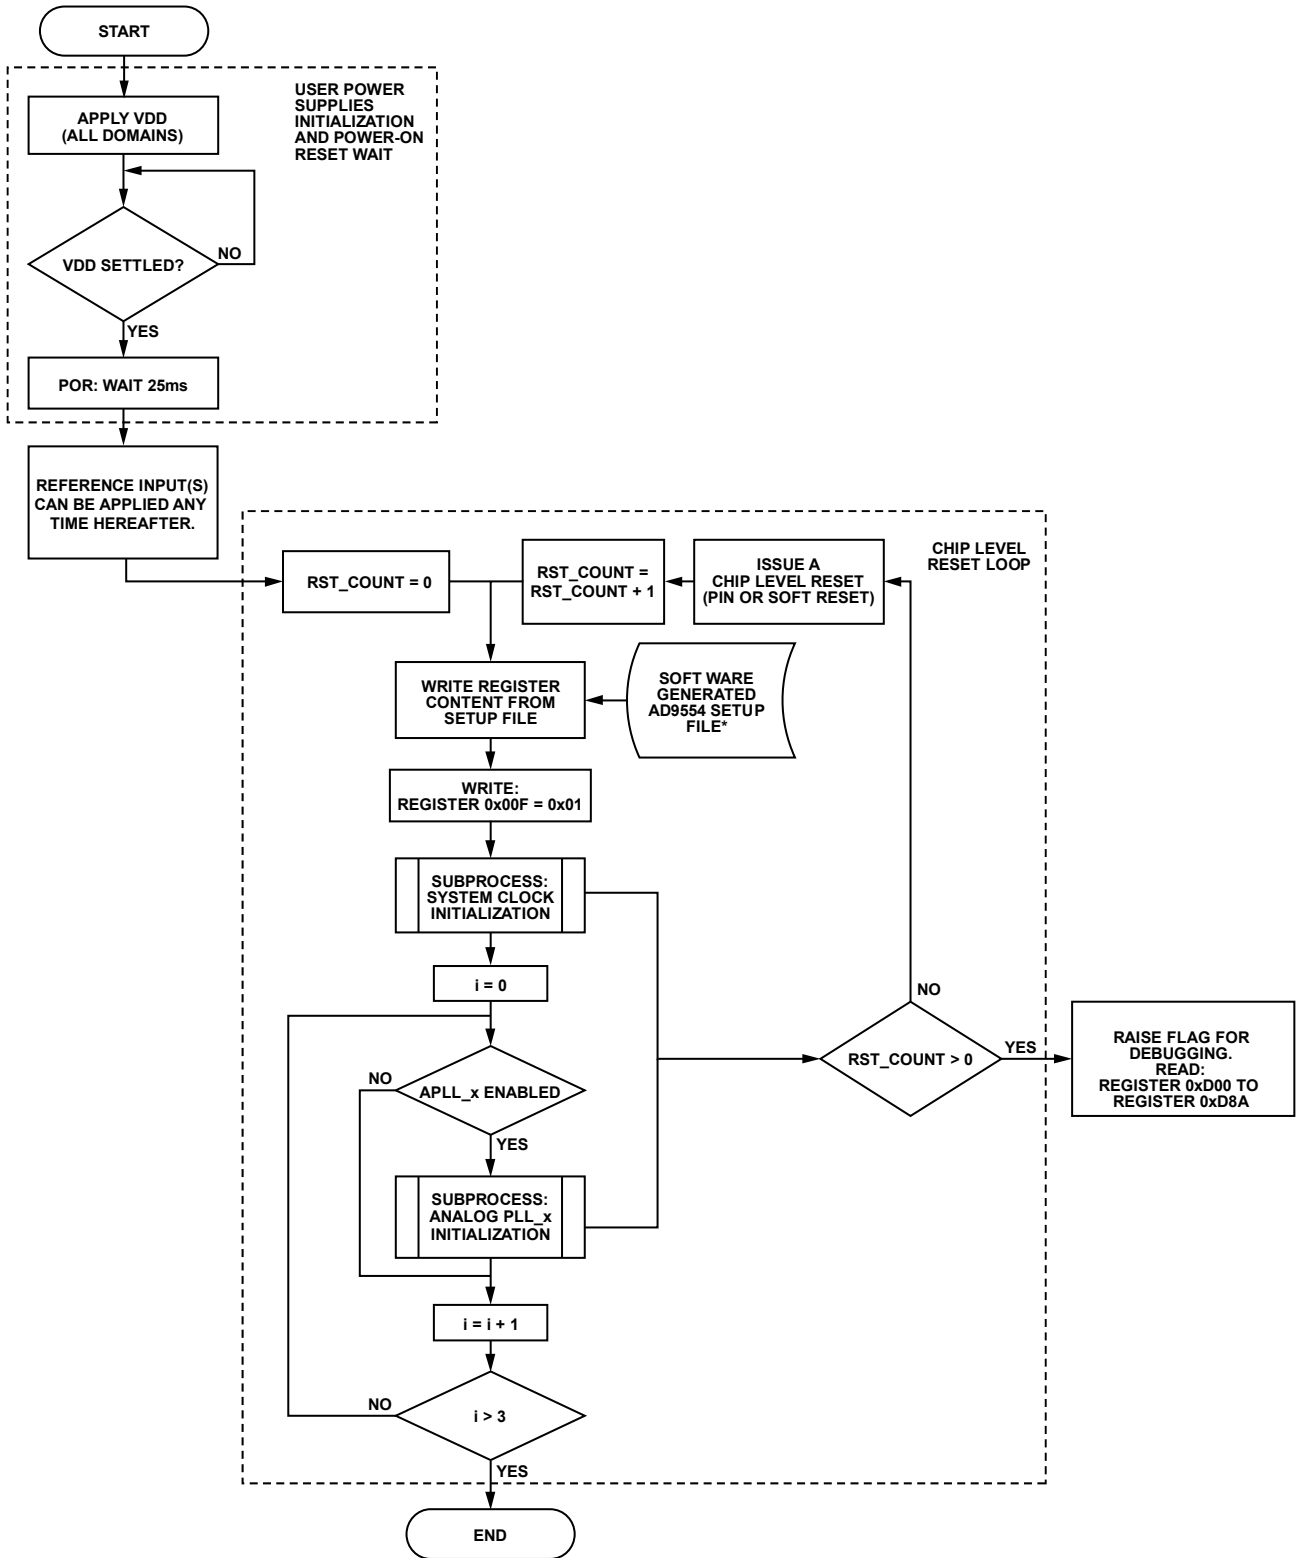 START
USER POWER
SUPPLIES
INITIALIZATION
AND POWER-ON
RESET WAIT
APPLY VDD
(ALL DOMAINS)
VDD SETTLED?
NO
YES
POR: WAIT 25ms
REFERENCE INPUT(S)
CAN BE APPLIED ANY
TIME HEREAFTER.
CHIP LEVEL
RESET LOOP
RST_COUNT = 0
RST_COUNT =
RST_COUNT + 1
ISSUE A
CHIP LEVEL RESET
(PIN OR SOFT RESET)
WRITE REGISTER
CONTENT FROM
SETUP FILE
SOFT WARE
GENERATED
AD9554 SETUP
FILE*
WRITE:
REGISTER 0x00F = 0x01
SUBPROCESS:
SYSTEM CLOCK
INITIALIZATION
i = 0
NO
RST_COUNT > 0
YES
RAISE FLAG FOR
DEBUGGING.
READ:
REGISTER 0xD00 TO
REGISTER 0xD8A
NO
APLL_x ENABLED
YES
SUBPROCESS:
ANALOG PLL_x
INITIALIZATION
i = i + 1
NO
i > 3
YES
END